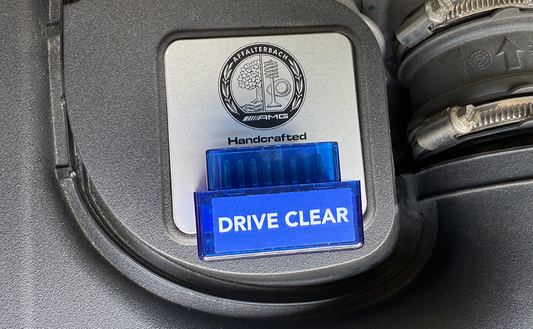 AFFALTERBACH
AMG
Handcrafted
DRIVE CLEAR